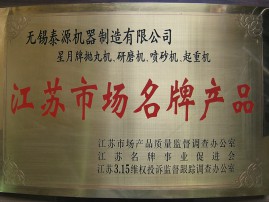 无锡泰源机器制造有限公司
星月牌抛丸机、研磨机、喷砂机、起重机
江苏市场名牌产品
江苏市场产品质量监督调查办公室
江苏名牌事业促进会
江苏3.15维权投诉监督跟踪调查办公室